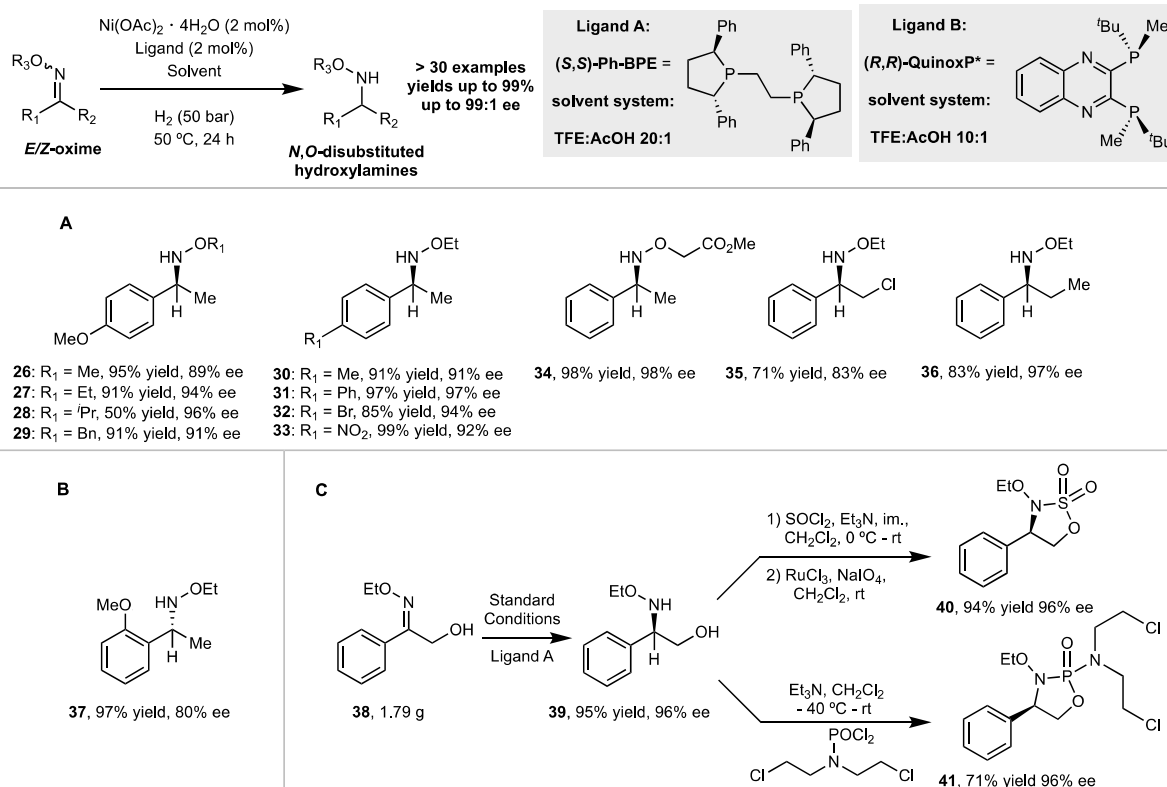 Ni(OAc)₂ · 4H₂O (2 mol%)
Ligand (2 mol%)
Solvent
H₂ (50 bar)
50 ºC, 24 h
R₃O
N
R₁
R₂
E/Z-oxime
R₃O
NH
R₁
R₂
N,O-disubstituted
hydroxylamines
> 30 examples
yields up to 99%
up to 99:1 ee
Ligand A:
(S,S)-Ph-BPE =
solvent system:
TFE:AcOH 20:1
Ph
P
Ph
Ph
P
Ph
Ligand B:
(R,R)-QuinoxP* =
solvent system:
TFE:AcOH 10:1
ᵗBu
Me
P
N
N
P
Me
ᵗBu
A
HN
OR₁
Me
H
MeO
26: R₁ = Me, 95% yield, 89% ee
27: R₁ = Et, 91% yield, 94% ee
28: R₁ = ⁱPr, 50% yield, 96% ee
29: R₁ = Bn, 91% yield, 91% ee
HN
OEt
Me
H
R₁
30: R₁ = Me, 91% yield, 91% ee
31: R₁ = Ph, 97% yield, 97% ee
32: R₁ = Br, 85% yield, 94% ee
33: R₁ = NO₂, 99% yield, 92% ee
HN
O
CO₂Me
Me
H
34, 98% yield, 98% ee
HN
OEt
Cl
H
35, 71% yield, 83% ee
HN
OEt
Me
H
36, 83% yield, 97% ee
B
MeO
HN
OEt
Me
H
37, 97% yield, 80% ee
C
EtO
N
OH
38, 1.79 g
Standard
Conditions
Ligand A
EtO
NH
OH
H
39, 95% yield, 96% ee
1) SOCl₂, Et₃N, im.,
CH₂Cl₂, 0 ºC - rt
2) RuCl₃, NaIO₄,
CH₂Cl₂, rt
EtO
N
S
O
O
O
40, 94% yield 96% ee
Et₃N, CH₂Cl₂
- 40 ºC - rt
POCl₂
N
Cl
Cl
EtO
N
P
O
O
N
Cl
Cl
41, 71% yield 96% ee